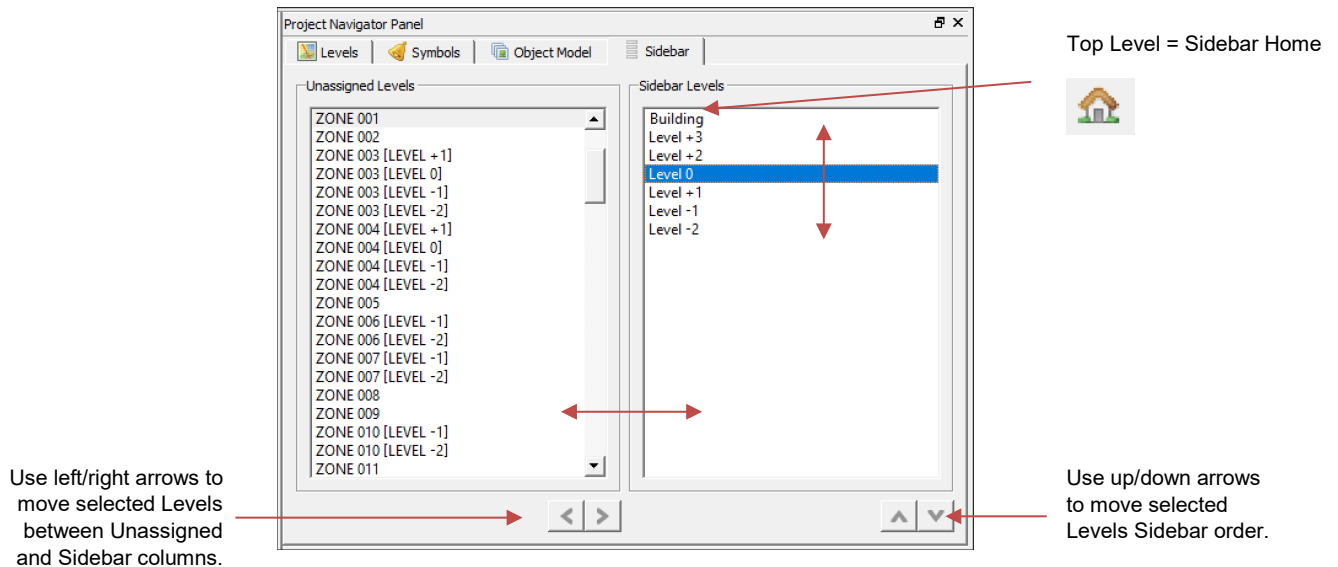 Project Navigator Panel
Levels
Symbols
Object Model
Sidebar
Unassigned Levels
ZONE 001
ZONE 002
ZONE 003 [LEVEL +1]
ZONE 003 [LEVEL 0]
ZONE 003 [LEVEL -1]
ZONE 003 [LEVEL -2]
ZONE 004 [LEVEL +1]
ZONE 004 [LEVEL 0]
ZONE 004 [LEVEL -1]
ZONE 004 [LEVEL -2]
ZONE 005
ZONE 006 [LEVEL -1]
ZONE 006 [LEVEL -2]
ZONE 007 [LEVEL -1]
ZONE 007 [LEVEL -2]
ZONE 008
ZONE 009
ZONE 010 [LEVEL -1]
ZONE 010 [LEVEL -2]
ZONE 011
Sidebar Levels
Building
Level +3
Level +2
Level 0
Level +1
Level -1
Level -2
Top Level = Sidebar Home
Use left/right arrows to
move selected Levels
between Unassigned
and Sidebar columns.
Use up/down arrows
to move selected
Levels Sidebar order.